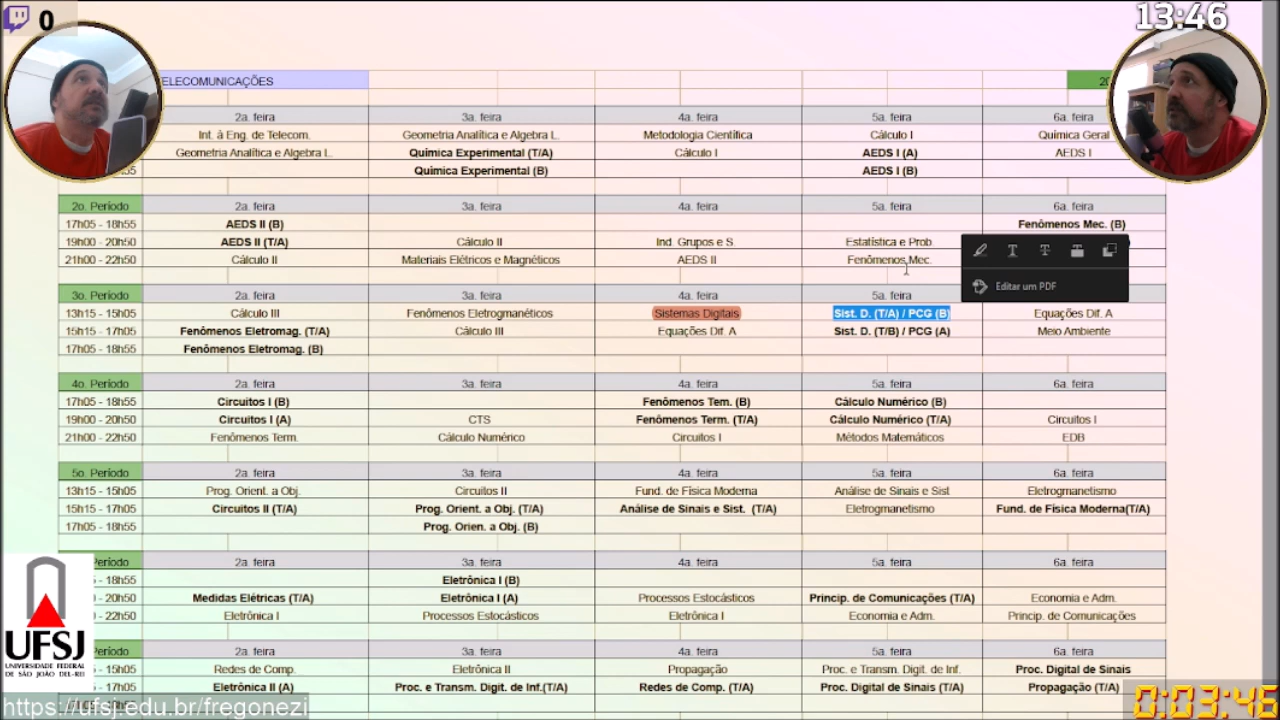 0
13:46
ELECOMUNICAÇÕES
20
2a. feira 3a. feira 4a. feira 5a. feira 6a. feira
Int. à Eng. de Telecom. Geometria Analítica e Algebra L. Metodologia Científica Cálculo I Química Geral
Geometria Analítica e Algebra L. Química Experimental (T/A) Cálculo I AEDS I (A) AEDS I
Química Experimental (B) AEDS I (B)
2o. Período 2a. feira 3a. feira 4a. feira 5a. feira 6a. feira
17h05 - 18h55 AEDS II (B) Fenômenos Mec. (B)
19h00 - 20h50 AEDS II (T/A) Cálculo II Ind. Grupos e S. Estatística e Prob.
21h00 - 22h50 Cálculo II Materiais Elétricos e Magnéticos AEDS II Fenômenos Mec.
Editar um PDF
3o. Período 2a. feira 3a. feira 4a. feira 5a. feira
13h15 - 15h05 Cálculo III Fenômenos Eletrogmanéticos Sistemas Digitais Sist. D. (T/A) / PCG (B) Equações Dif. A
15h15 - 17h05 Fenômenos Eletromag. (T/A) Cálculo III Equações Dif. A Sist. D. (T/B) / PCG (A) Meio Ambiente
17h05 - 18h55 Fenômenos Eletromag. (B)
4o. Período 2a. feira 3a. feira 4a. feira 5a. feira 6a. feira
17h05 - 18h55 Circuitos I (B) Fenômenos Tem. (B) Cálculo Numérico (B)
19h00 - 20h50 Circuitos I (A) CTS Fenômenos Term. (T/A) Cálculo Numérico (T/A) Circuitos I
21h00 - 22h50 Fenômenos Term. Cálculo Numérico Circuitos I Métodos Matemáticos EDB
5o. Período 2a. feira 3a. feira 4a. feira 5a. feira 6a. feira
13h15 - 15h05 Prog. Orient. a Obj. Circuitos II Fund. de Física Moderna Análise de Sinais e Sist Eletrogmanetismo
15h15 - 17h05 Circuitos II (T/A) Prog. Orient. a Obj. (T/A) Análise de Sinais e Sist. (T/A) Eletrogmanetismo Fund. de Física Moderna(T/A)
17h05 - 18h55 Prog. Orien. a Obj. (B)
Período 2a. feira 3a. feira 4a. feira 5a. feira 6a. feira
- 18h55 Eletrônica I (B)
- 20h50 Medidas Elétricas (T/A) Eletrônica I (A) Processos Estocásticos Princip. de Comunicações (T/A) Economia e Adm.
- 22h50 Eletrônica I Processos Estocásticos Eletrônica I Economia e Adm. Princip. de Comunicações
Período 2a. feira 3a. feira 4a. feira 5a. feira 6a. feira
- 15h05 Redes de Comp. Eletrônica II Propagação Proc. e Transm. Digit. de Inf. Proc. Digital de Sinais
- 17h05 Eletrônica II (A) Proc. e Transm. Digit. de Inf.(T/A) Redes de Comp. (T/A) Proc. Digital de Sinais (T/A) Propagação (T/A)
UFSJ
UNIVERSIDADE FEDERAL
DE SÃO JOÃO DEL-REI
https://ufsj.edu.br/fregonezi
0:03:46